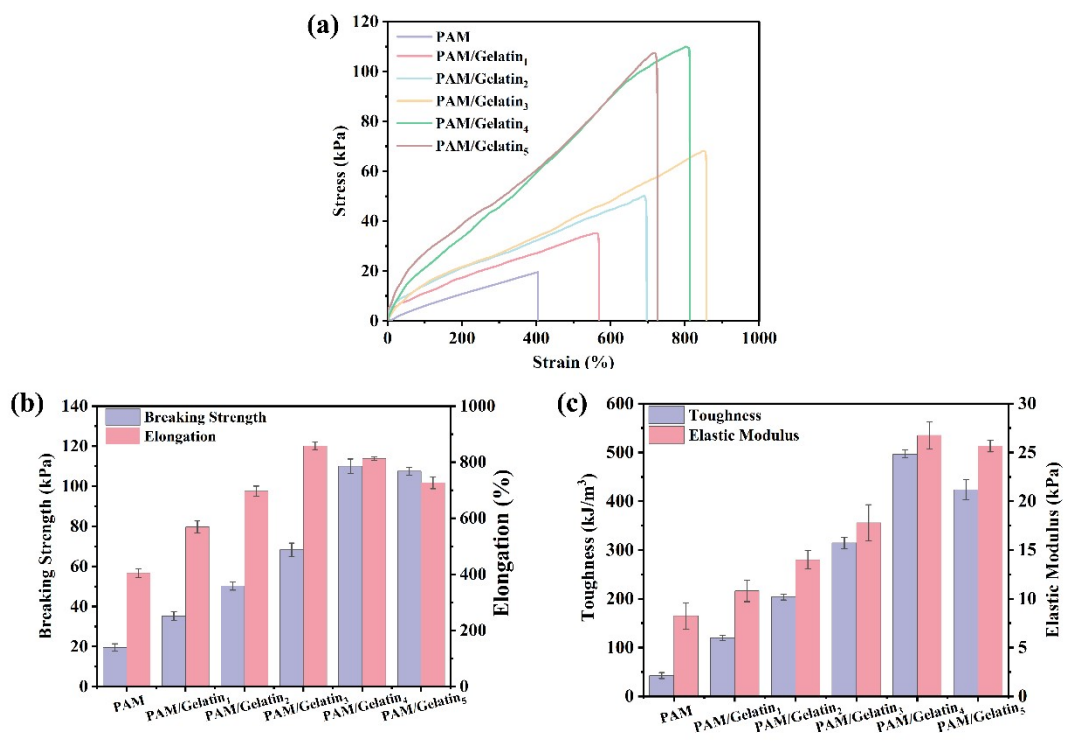 (a)
120
100
80
60
40
20
0
Stress (kPa)
PAM
PAM/Gelatin₁
PAM/Gelatin₂
PAM/Gelatin₃
PAM/Gelatin₄
PAM/Gelatin₅
0 200 400 600 800 1000
Strain (%)
(b)
140
120
100
80
60
40
20
0
Breaking Strength (kPa)
Breaking Strength
Elongation
1000
800
600
400
200
0
Elongation (%)
PAM PAM/Gelatin₁ PAM/Gelatin₂ PAM/Gelatin₃ PAM/Gelatin₄ PAM/Gelatin₅
(c)
600
500
400
300
200
100
0
Toughness (kJ/m³)
Toughness
Elastic Modulus
30
25
20
15
10
5
0
Elastic Modulus (kPa)
PAM PAM/Gelatin₁ PAM/Gelatin₂ PAM/Gelatin₃ PAM/Gelatin₄ PAM/Gelatin₅